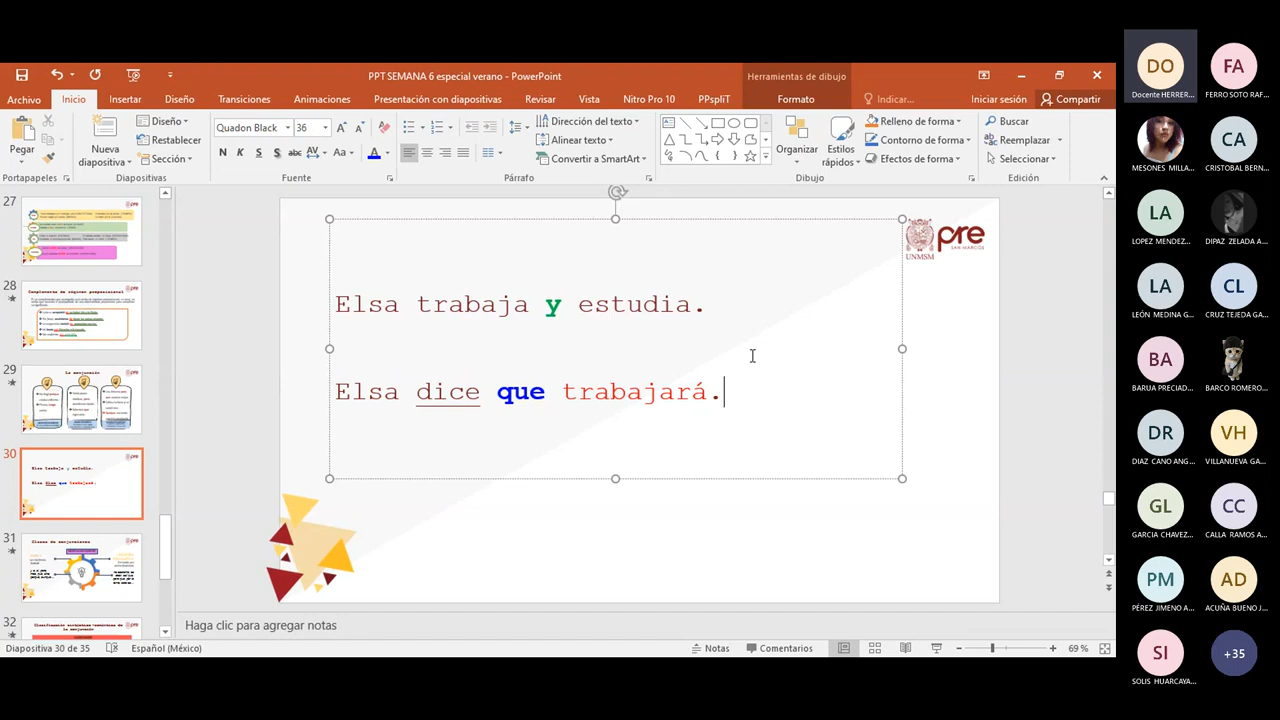 PPT SEMANA 6 especial verano - PowerPoint
Herramientas de dibujo
Archivo Inicio Insertar Diseño Transiciones Animaciones Presentación con diapositivas Revisar Vista Nitro Pro 10 PPspliT Formato Indicar... Iniciar sesión Compartir
Pegar
Nueva diapositiva
Diseño
Restablecer
Sección
Quadon Black 36
N K S S abc AV Aa A
Dirección del texto
Alinear texto
Convertir a SmartArt
Organizar
Estilos rápidos
Relleno de forma
Contorno de forma
Efectos de forma
Buscar
Reemplazar
Seleccionar
Portapapeles Diapositivas Fuente Párrafo Dibujo Edición
27
28
29
30
31
32
pre
SAN MARCOS
UNMSM
Elsa trabaja y estudia.
Elsa dice que trabajará.
Haga clic para agregar notas
Diapositiva 30 de 35 Español (México) Notas Comentarios 69 %
DO FA
Docente HERRER... FERRO SOTO RAF...
CA
MESONES MILLA... CRISTOBAL BERN...
LA
LOPEZ MENDEZ... DIPAZ ZELADA A...
LA CL
LEÓN MEDINA G... CRUZ TEJEDA GA...
BA
BARUA PRECIAD... BARCO ROMERO...
DR VH
DIAZ CANO ANG... VILLANUEVA GA...
GL CC
GARCIA CHAVEZ... CALLA RAMOS A...
PM AD
PÉREZ JIMENO A... ACUÑA BUENO J...
SI +35
SOLIS HUARCAYA...